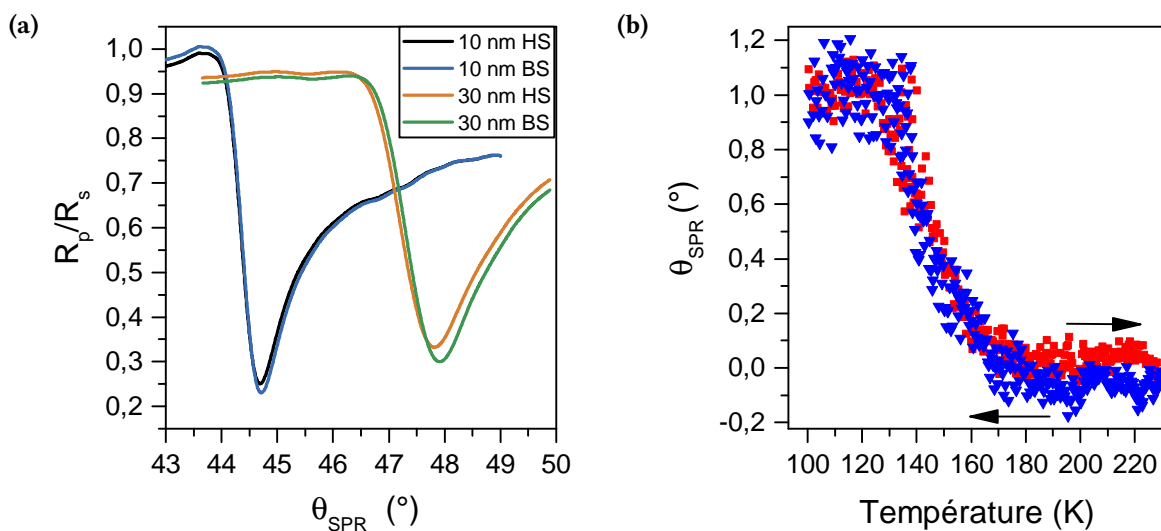 (a)
1,0
0,9
0,8
0,7
0,6
0,5
0,4
0,3
0,2
R_p/R_s
10 nm HS
10 nm BS
30 nm HS
30 nm BS
43 44 45 46 47 48 49 50
θ_SPR (°)
(b)
1,2
1,0
0,8
0,6
0,4
0,2
0,0
-0,2
θ_SPR (°)
100 120 140 160 180 200 220
Température (K)